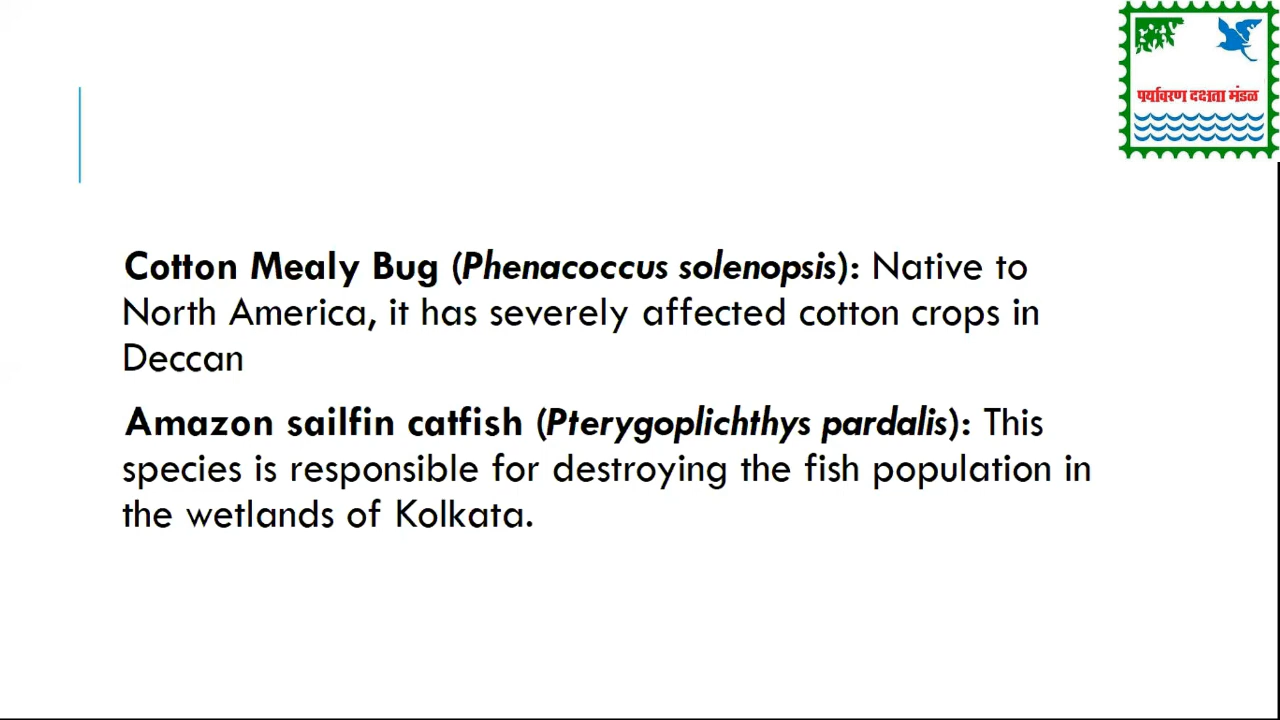 पर्यावरण दक्षता मंडळ
Cotton Mealy Bug (Phenacoccus solenopsis): Native to
North America, it has severely affected cotton crops in
Deccan
Amazon sailfin catfish (Pterygoplichthys pardalis): This
species is responsible for destroying the fish population in
the wetlands of Kolkata.